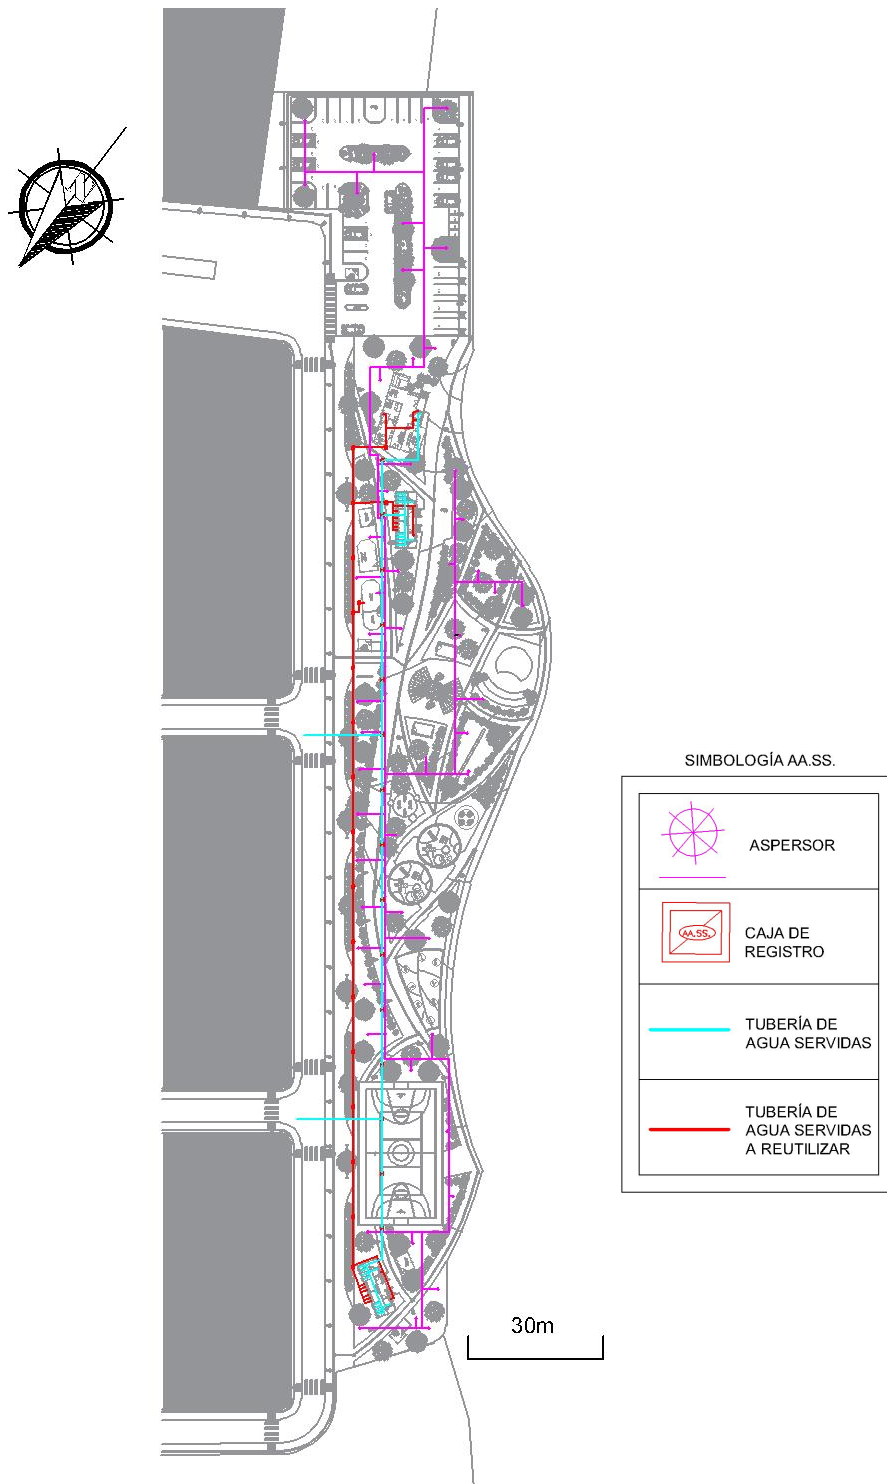 SIMBOLOGÍA AA.SS.
ASPERSOR
AA.SS.
CAJA DE
REGISTRO
TUBERÍA DE
AGUA SERVIDAS
TUBERÍA DE
AGUA SERVIDAS
A REUTILIZAR
30m